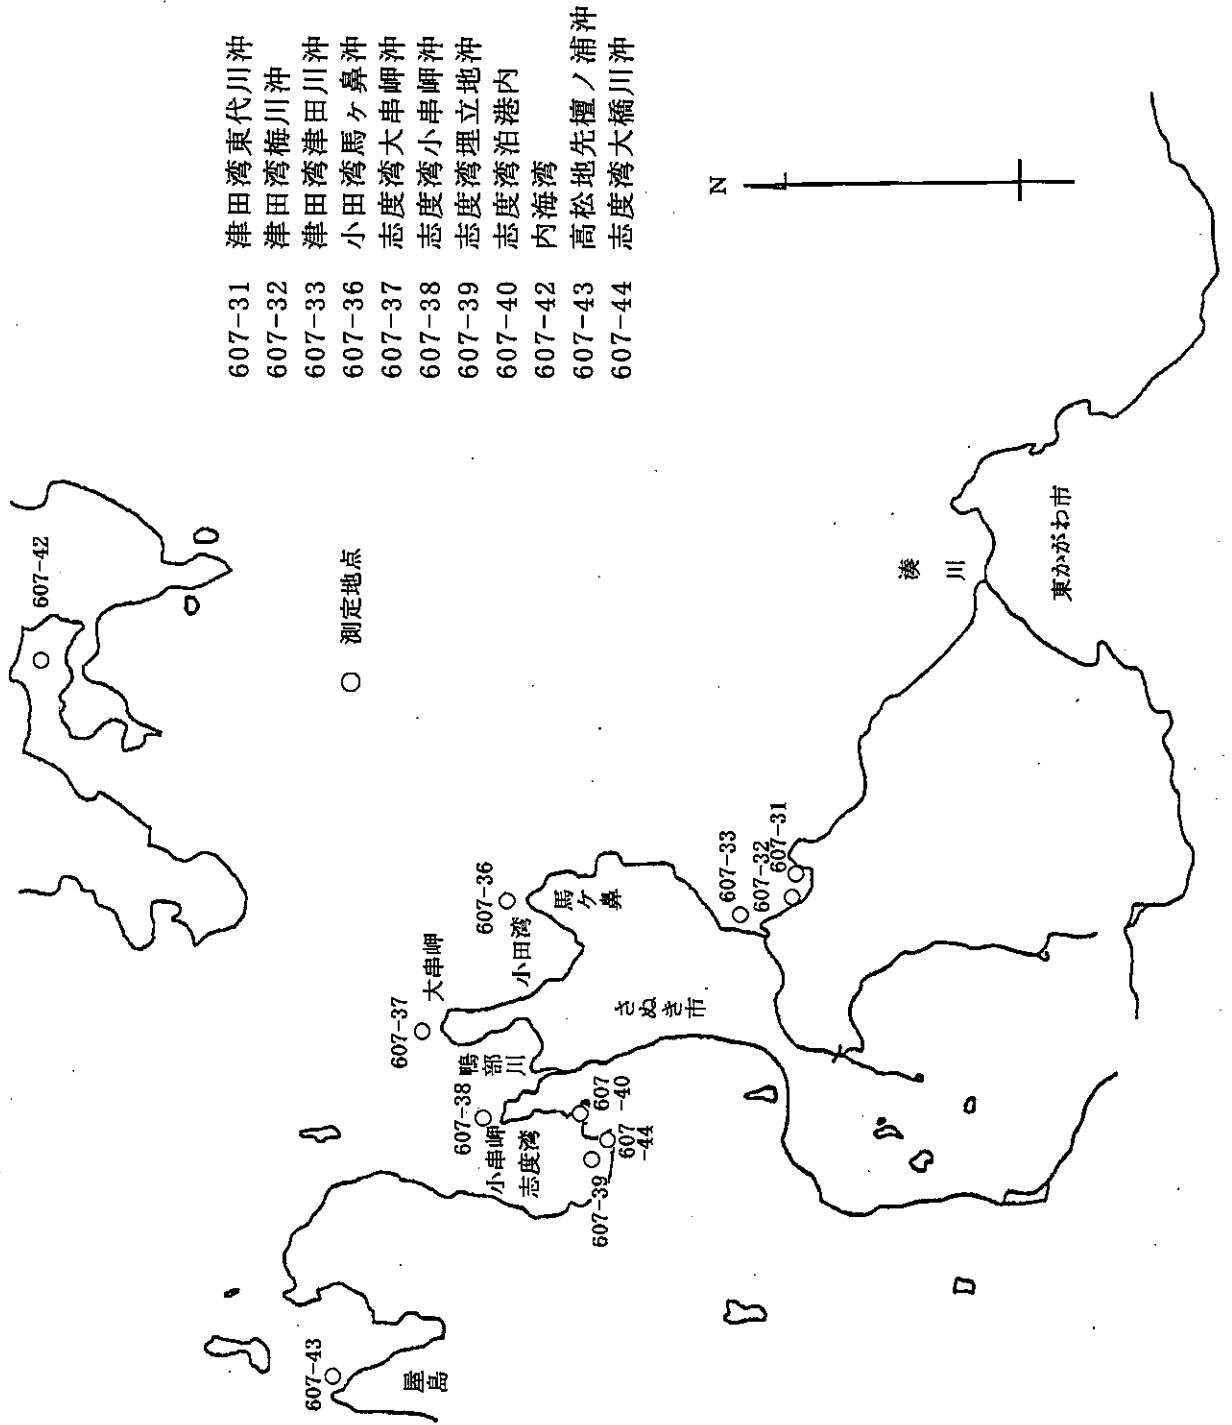 607-31 津田湾東代川沖
607-32 津田湾梅川沖
607-33 津田湾津田川沖
607-36 小田湾馬ヶ鼻沖
607-37 志度湾大串岬沖
607-38 志度湾小串岬沖
607-39 志度湾埋立地沖
607-40 志度湾泊港内
607-42 内海湾
607-43 高松地先檀ノ浦沖
607-44 志度湾大橋川沖
N
607-42
○ 測定地点
湊川
東かがわ市
607-33
607-32
607-31
607-36
馬ヶ鼻
小田湾
大串岬
607-37
さぬき市
鴨部川
607-38
小串岬
志度湾
607
-40
607
-44
607-39
607-43
屋島